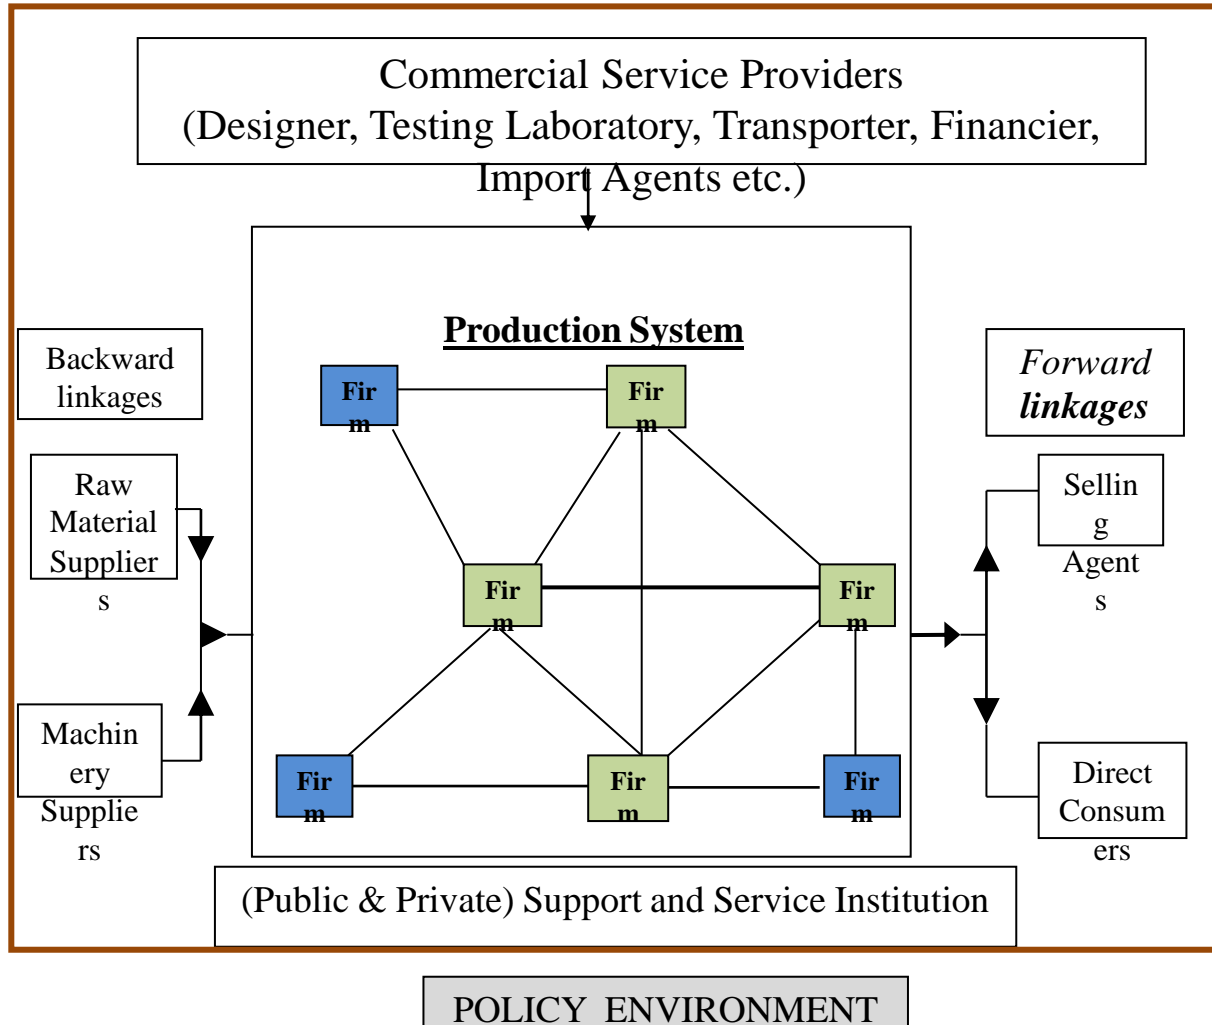 Commercial Service Providers
(Designer, Testing Laboratory, Transporter, Financier,
Import Agents etc.)
Production System
Backward
linkages
Forward
linkages
Fir
m
Fir
m
Raw
Material
Supplier
s
Sellin
g
Agent
s
Fir
m
Fir
m
Machin
ery
Supplie
rs
Fir
m
Fir
m
Fir
m
Direct
Consum
ers
(Public & Private) Support and Service Institution
POLICY ENVIRONMENT